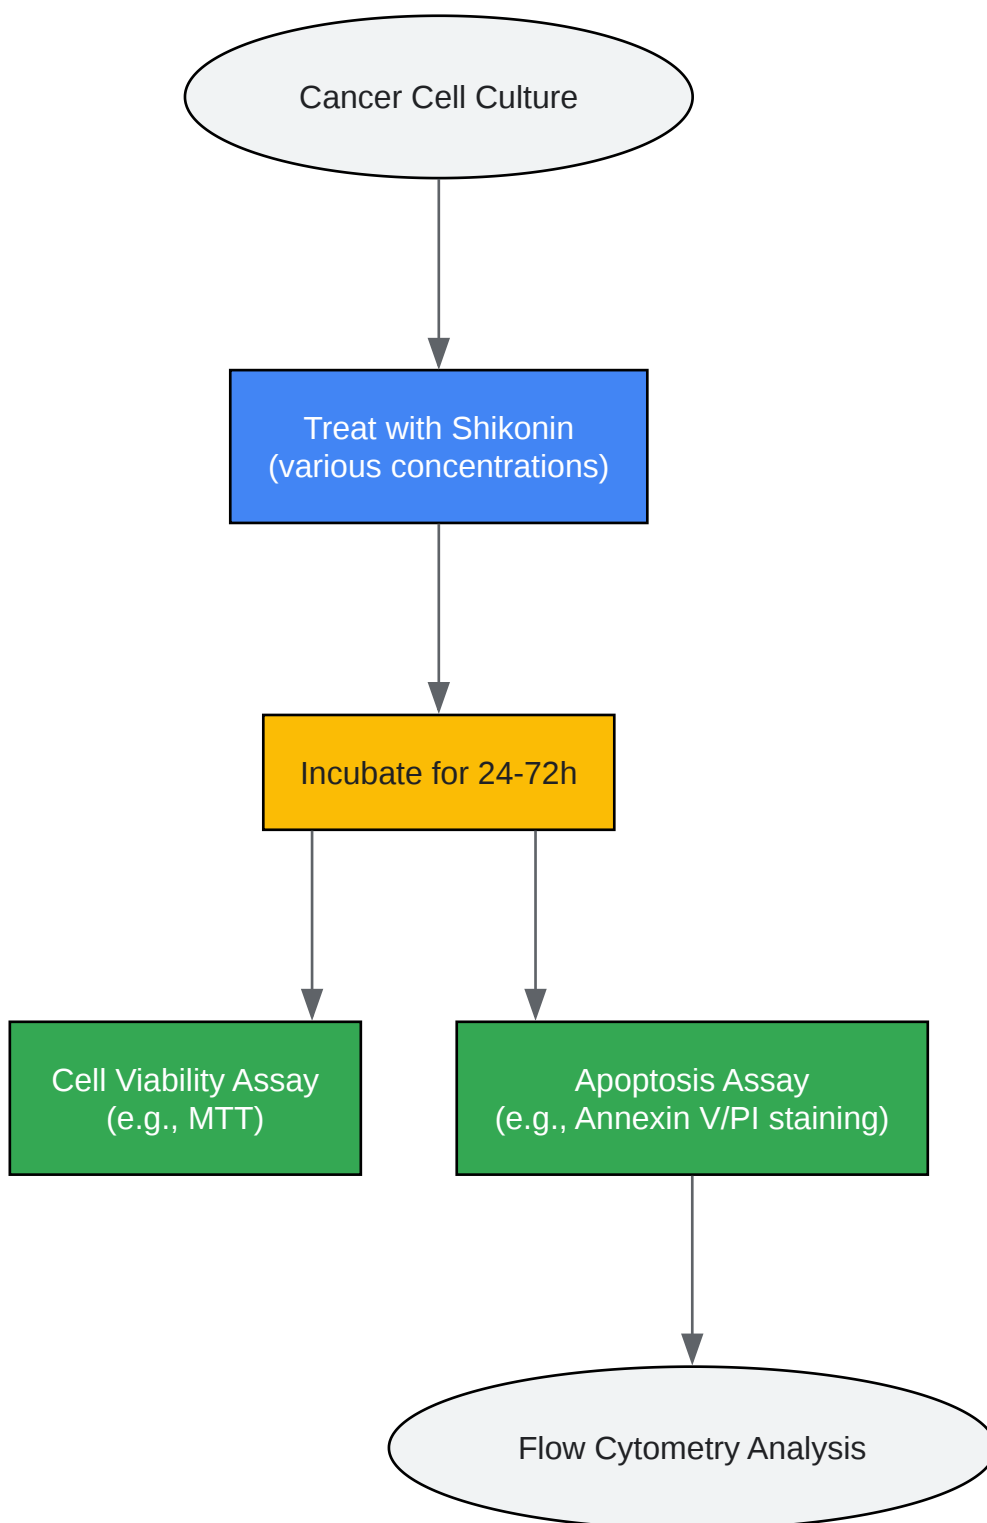 Cancer Cell Culture
Treat with Shikonin
(various concentrations)
Incubate for 24-72h
Cell Viability Assay
(e.g., MTT)
Apoptosis Assay
(e.g., Annexin V/PI staining)
Flow Cytometry Analysis